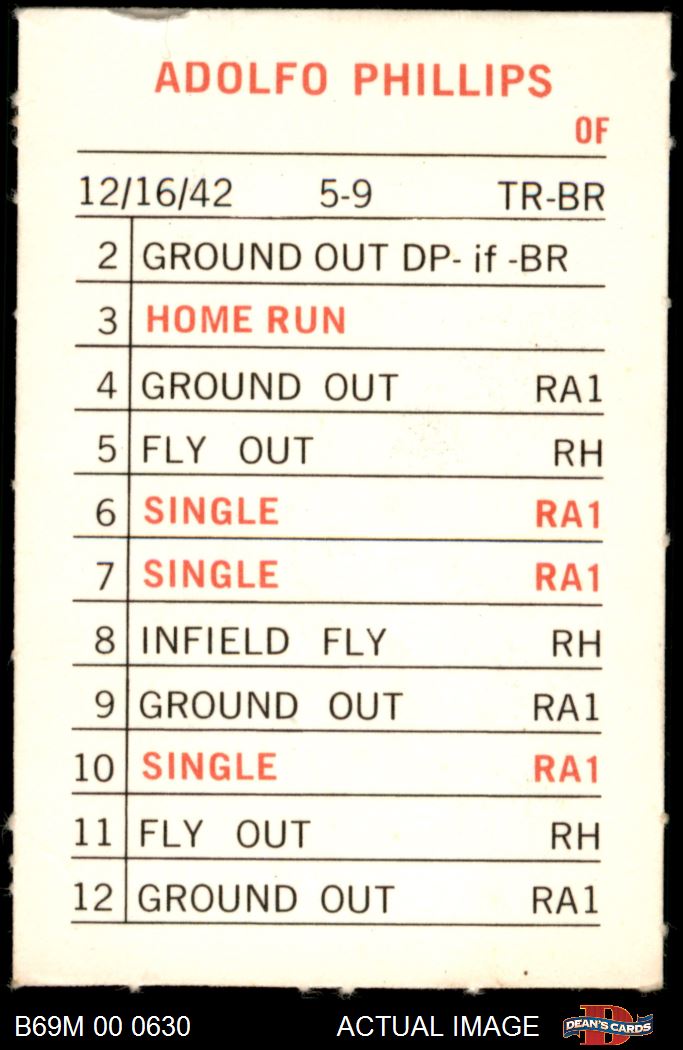 ADOLFO PHILLIPS
OF
12/16/42 5-9 TR-BR
2 GROUND OUT DP- if -BR
3 HOME RUN
4 GROUND OUT RA1
5 FLY OUT RH
6 SINGLE RA1
7 SINGLE RA1
8 INFIELD FLY RH
9 GROUND OUT RA1
10 SINGLE RA1
11 FLY OUT RH
12 GROUND OUT RA1
B69M 00 0630 ACTUAL IMAGE D DEAN'S CARDS